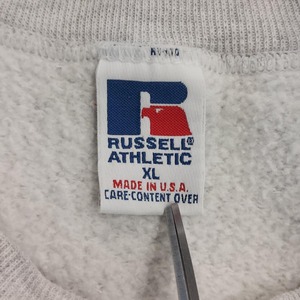 R
RUSSELL®
ATHLETIC
XL
MADE IN U.S.A.
CARE-CONTENT OVER